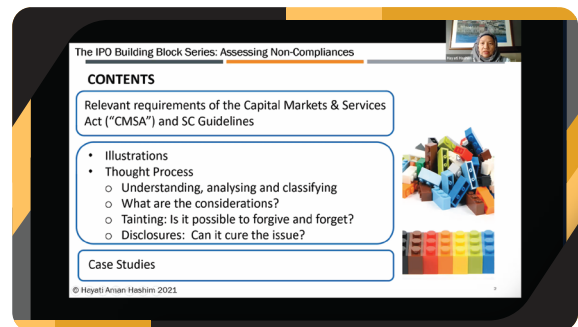 The IPO Building Block Series: Assessing Non-Compliances
CONTENTS
Relevant requirements of the Capital Markets & Services
Act ("CMSA") and SC Guidelines
• Illustrations
• Thought Process
o Understanding, analysing and classifying
o What are the considerations?
o Tainting: Is it possible to forgive and forget?
o Disclosures: Can it cure the issue?
Case Studies
© Hayati Aman Hashim 2021